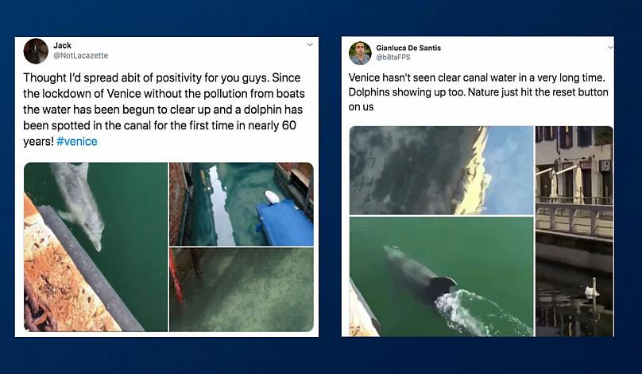 Jack
@NotLacazette
Thought I'd spread abit of positivity for you guys. Since
the lockdown of Venice without the pollution from boats
the water has been begun to clear up and a dolphin has
been spotted in the canal for the first time in nearly 60
years! #venice
Gianluca De Santis
@b8taFPS
Venice hasn't seen clear canal water in a very long time.
Dolphins showing up too. Nature just hit the reset button
on us